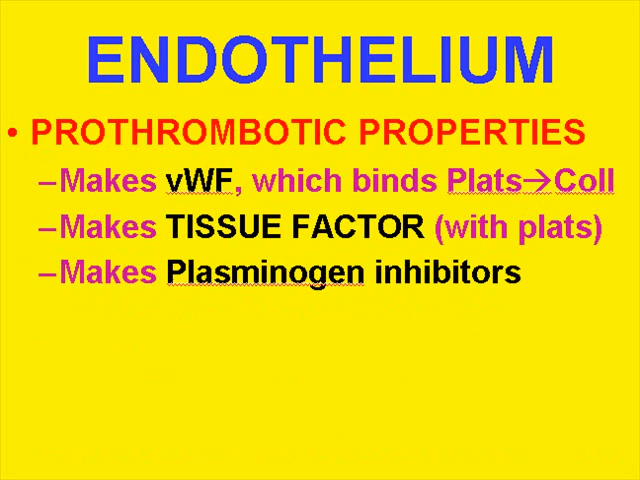 ENDOTHELIUM
• PROTHROMBOTIC PROPERTIES
–Makes vWF, which binds Plats→Coll
–Makes TISSUE FACTOR (with plats)
–Makes Plasminogen inhibitors